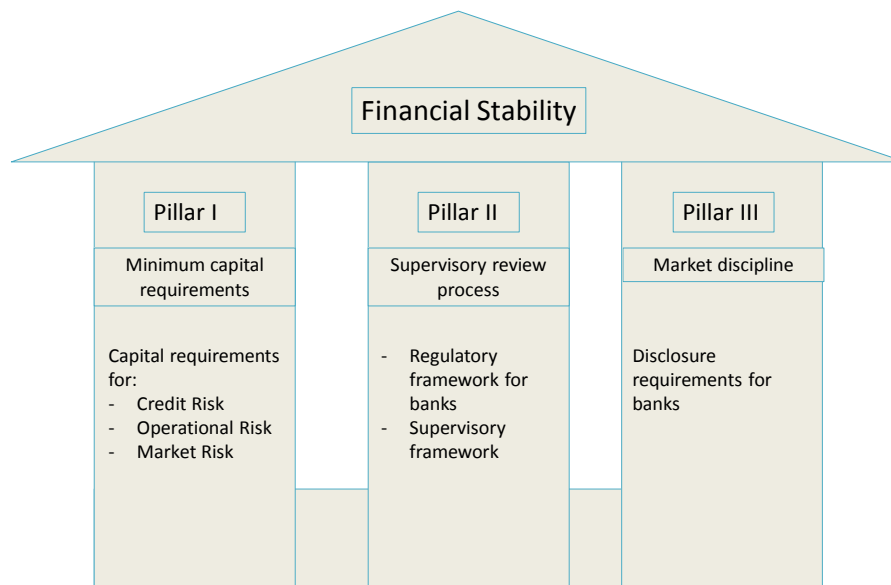 Financial Stability
Pillar I
Minimum capital
requirements
Capital requirements
for:
- Credit Risk
- Operational Risk
- Market Risk
Pillar II
Supervisory review
process
- Regulatory
framework for
banks
- Supervisory
framework
Pillar III
Market discipline
Disclosure
requirements for
banks